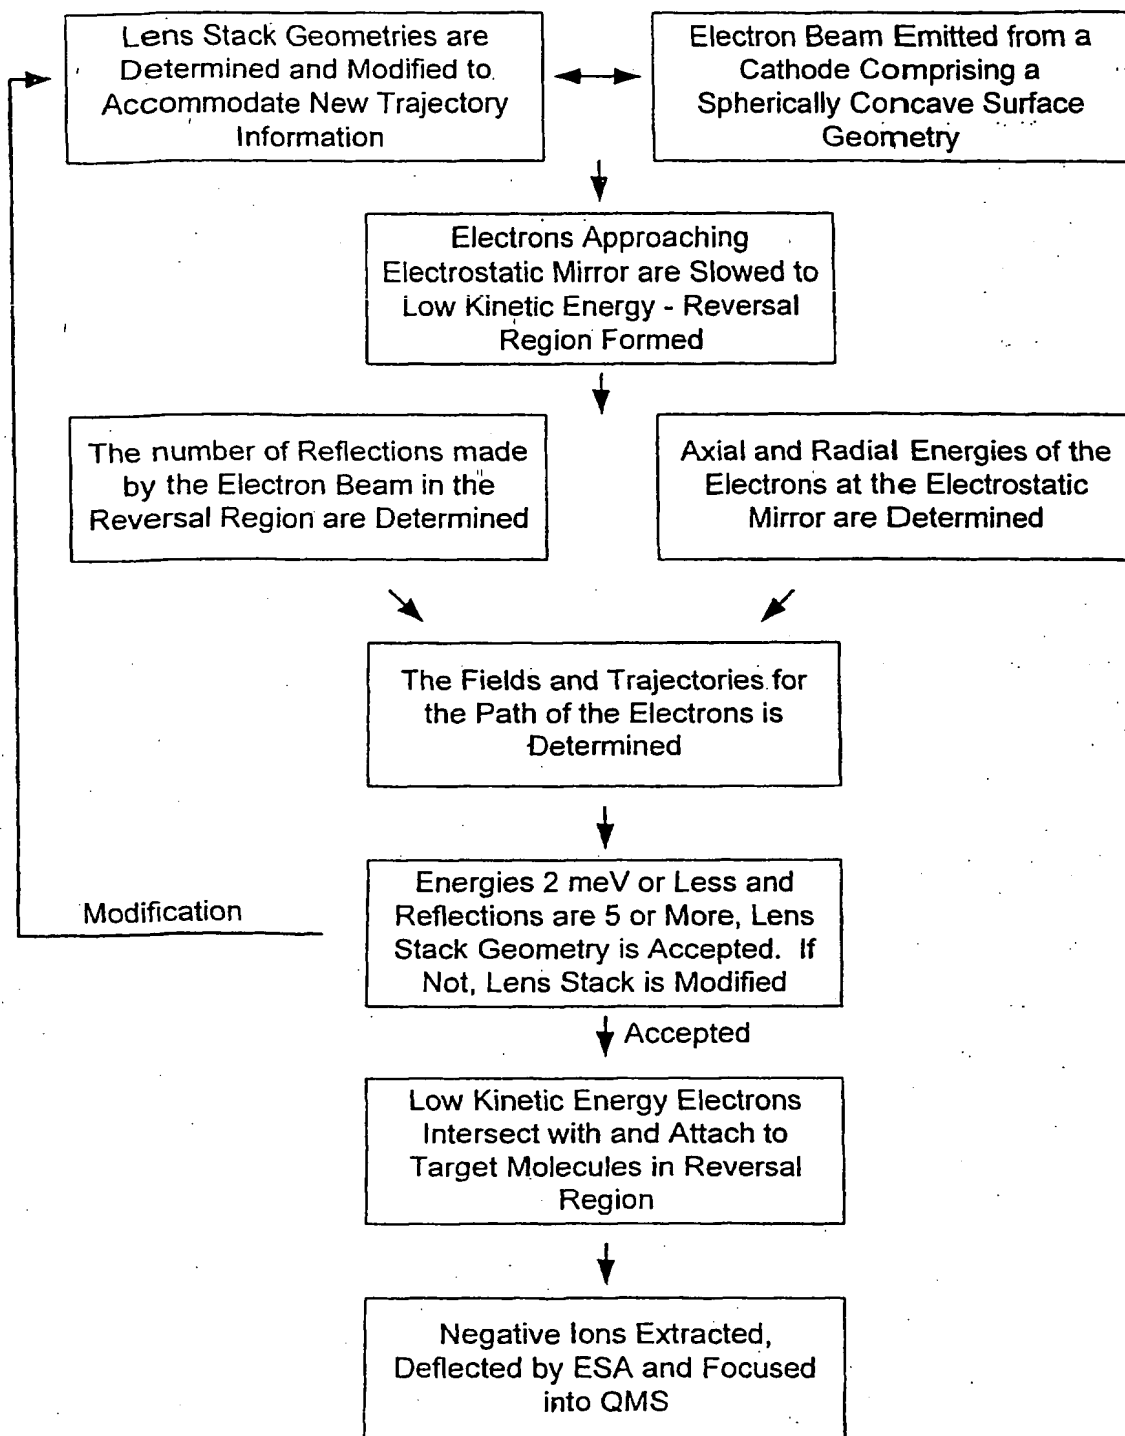 Lens Stack Geometries are
Determined and Modified to
Accommodate New Trajectory
Information
Electron Beam Emitted from a
Cathode Comprising a
Spherically Concave Surface
Geometry
Electrons Approaching
Electrostatic Mirror are Slowed to
Low Kinetic Energy - Reversal
Region Formed
The number of Reflections made
by the Electron Beam in the
Reversal Region are Determined
Axial and Radial Energies of the
Electrons at the Electrostatic
Mirror are Determined
The Fields and Trajectories for
the Path of the Electrons is
Determined
Energies 2 meV or Less and
Reflections are 5 or More, Lens
Stack Geometry is Accepted. If
Not, Lens Stack is Modified
Modification
Accepted
Low Kinetic Energy Electrons
Intersect with and Attach to
Target Molecules in Reversal
Region
Negative Ions Extracted,
Deflected by ESA and Focused
into QMS